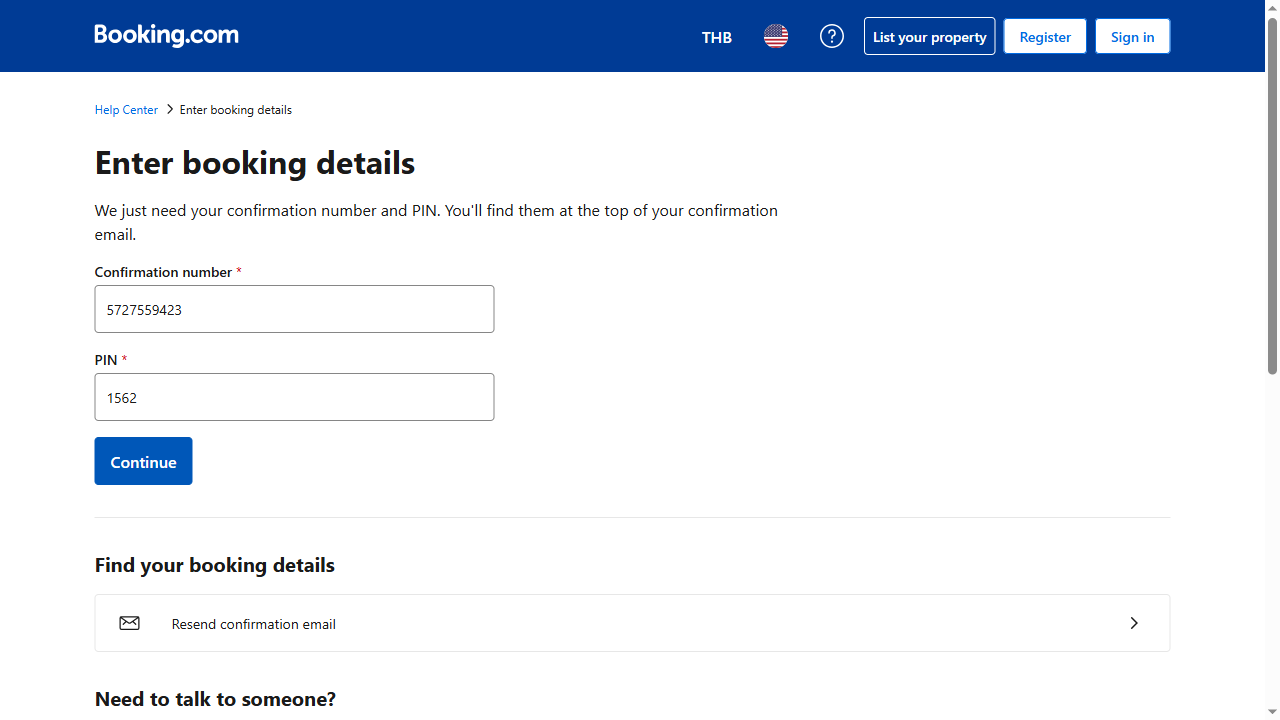 Booking.com
THB
List your property
Register
Sign in
Help Center
Enter booking details
Enter booking details
We just need your confirmation number and PIN. You'll find them at the top of your confirmation
email.
Confirmation number *
5727559423
PIN *
1562
Continue
Find your booking details
Resend confirmation email
Need to talk to someone?